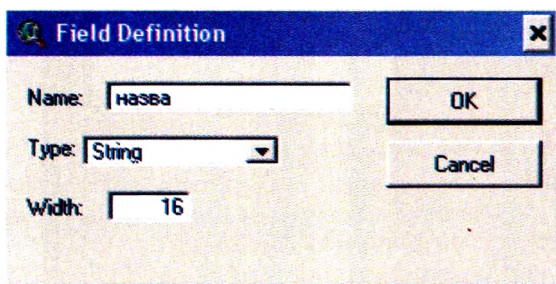 Field Definition
Name: назва OK
Type: String Cancel
Width: 16